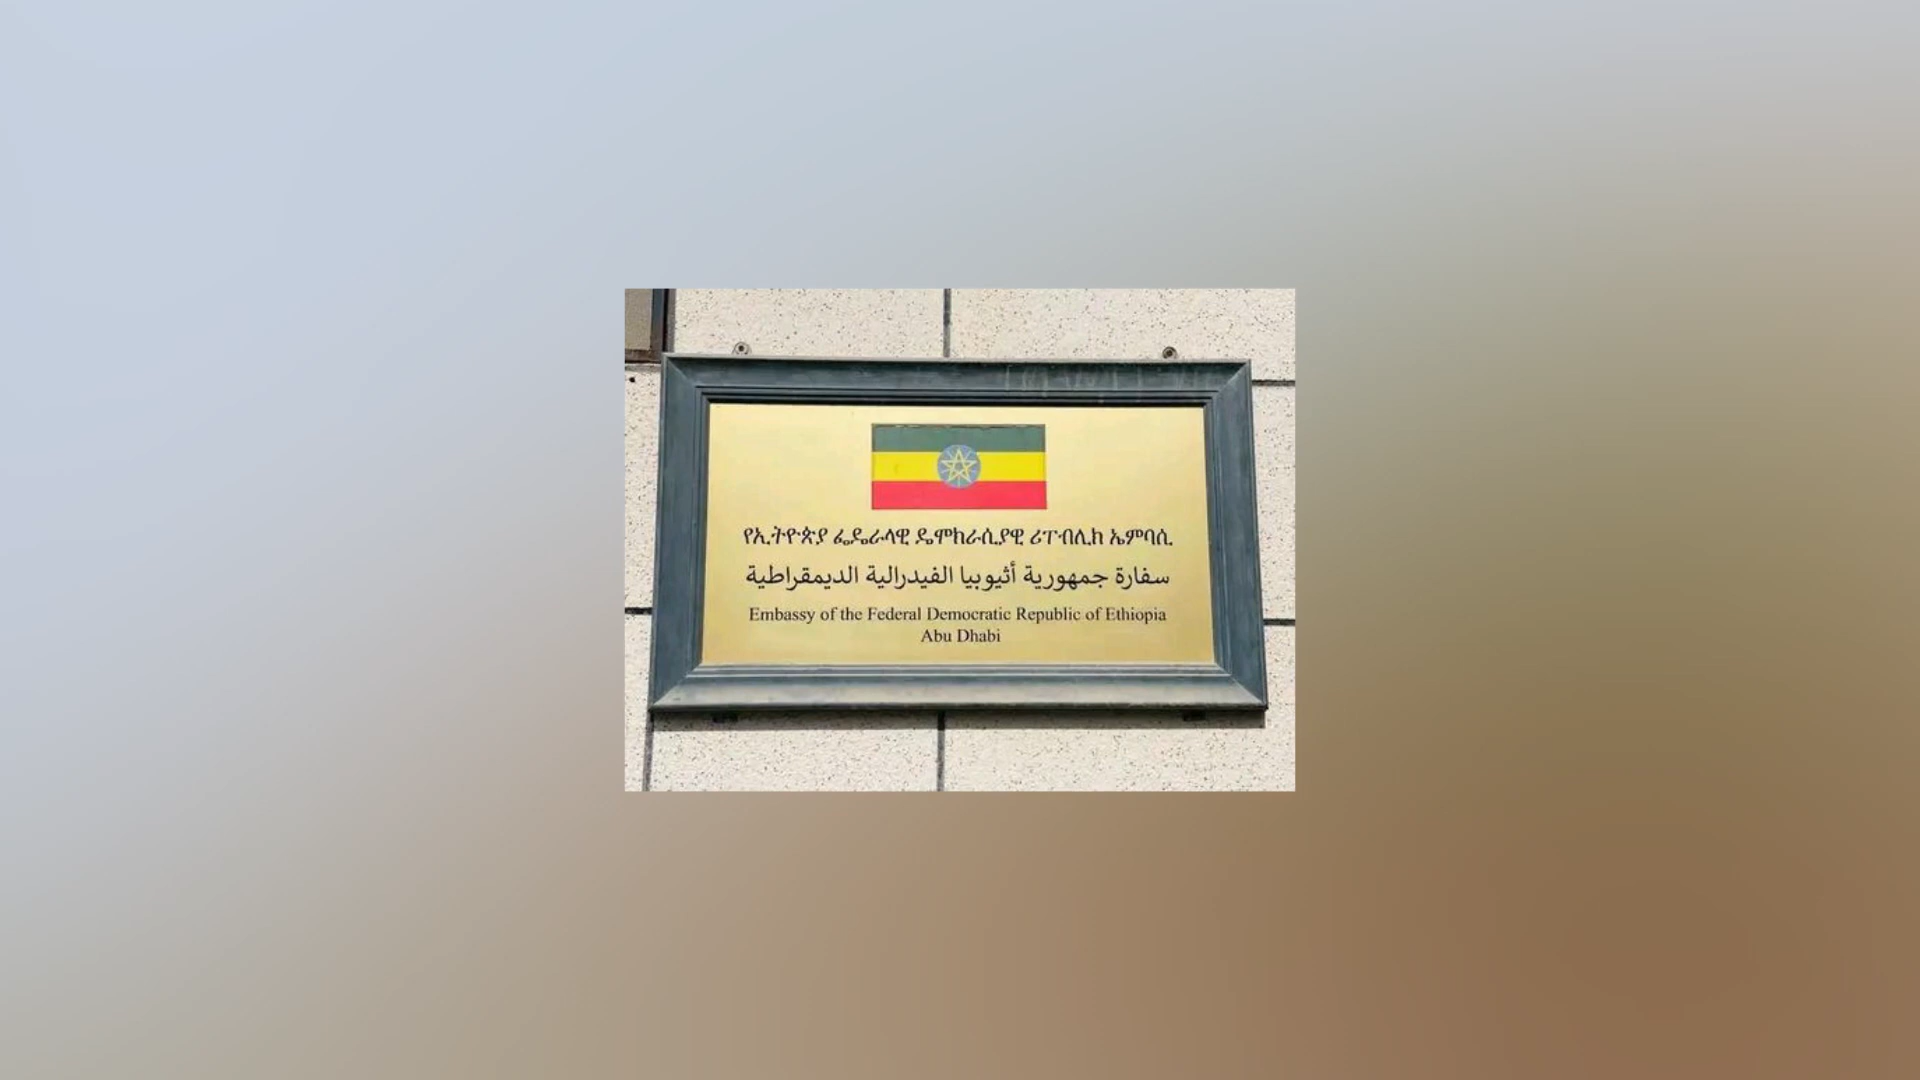 የኢትዮጵያ ፌዴራላዊ ዴሞክራሲያዊ ሪፐብሊክ ኤምባሲ
سفارة جمهورية أثيوبيا الفيدرالية الديمقراطية
Embassy of the Federal Democratic Republic of Ethiopia
Abu Dhabi